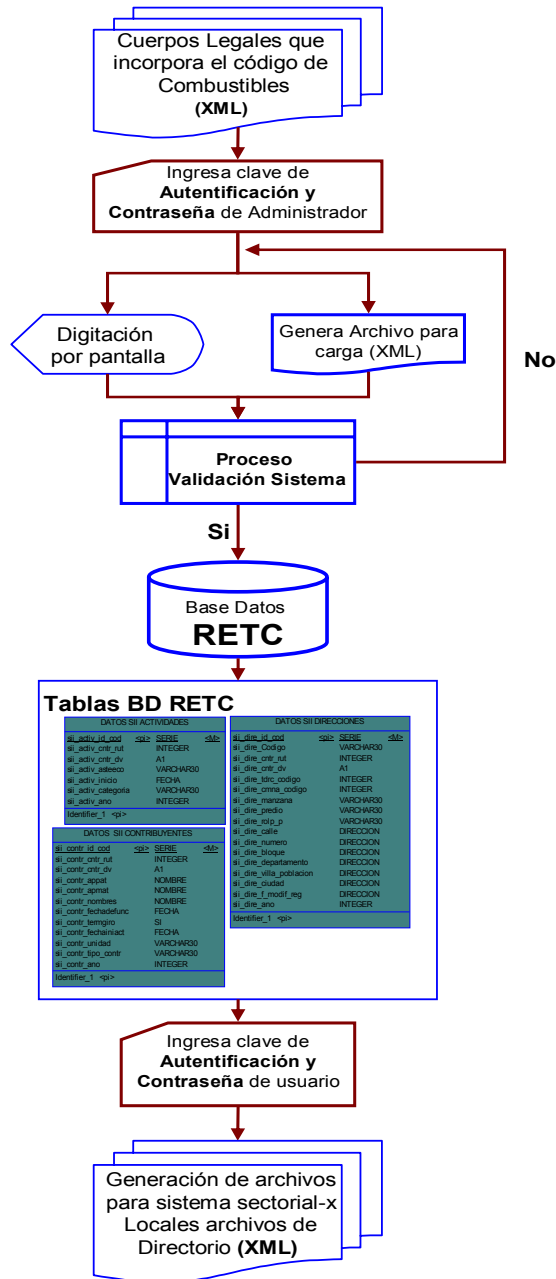 Cuerpos Legales que
incorpora el código de
Combustibles
(XML)
Ingresa clave de
Autentificación y
Contraseña de Administrador
Digitación
por pantalla
Genera Archivo para
carga (XML)
No
Proceso
Validación Sistema
Si
Base Datos
RETC
Tablas BD RETC
DATOS SII ACTIVIDADES
sii_activ_id_cod <pi> SERIE <M>
sii_activ_cntr_rut INTEGER
sii_activ_cntr_dv A1
sii_activ_asteeco VARCHAR30
sii_activ_inicio FECHA
sii_activ_categoria VARCHAR30
sii_activ_ano INTEGER
Identifier_1 <pi>
DATOS SII CONTRIBUYENTES
sii_contr_id_cod <pi> SERIE <M>
sii_contr_cntr_rut INTEGER
sii_contr_cntr_dv A1
sii_contr_appat NOMBRE
sii_contr_apmat NOMBRE
sii_contr_nombres NOMBRE
sii_contr_fechadefunc FECHA
sii_contr_termgiro SI
sii_contr_fechainiact FECHA
sii_contr_unidad VARCHAR30
sii_contr_tipo_contr VARCHAR30
sii_contr_ano INTEGER
Identifier_1 <pi>
DATOS SII DIRECCIONES
sii_dire_id_cod <pi> SERIE <M>
sii_dire_Codigo VARCHAR30
sii_dire_cntr_rut INTEGER
sii_dire_cntr_dv A1
sii_dire_tdrc_codigo INTEGER
sii_dire_cmna_codigo INTEGER
sii_dire_manzana VARCHAR30
sii_dire_predio VARCHAR30
sii_dire_rolp_p VARCHAR30
sii_dire_calle DIRECCION
sii_dire_numero DIRECCION
sii_dire_bloque DIRECCION
sii_dire_departamento DIRECCION
sii_dire_villa_poblacion DIRECCION
sii_dire_ciudad DIRECCION
sii_dire_f_modif_reg DIRECCION
sii_dire_ano INTEGER
Identifier_1 <pi>
Ingresa clave de
Autentificación y
Contraseña de usuario
Generación de archivos
para sistema sectorial-x
Locales archivos de
Directorio (XML)